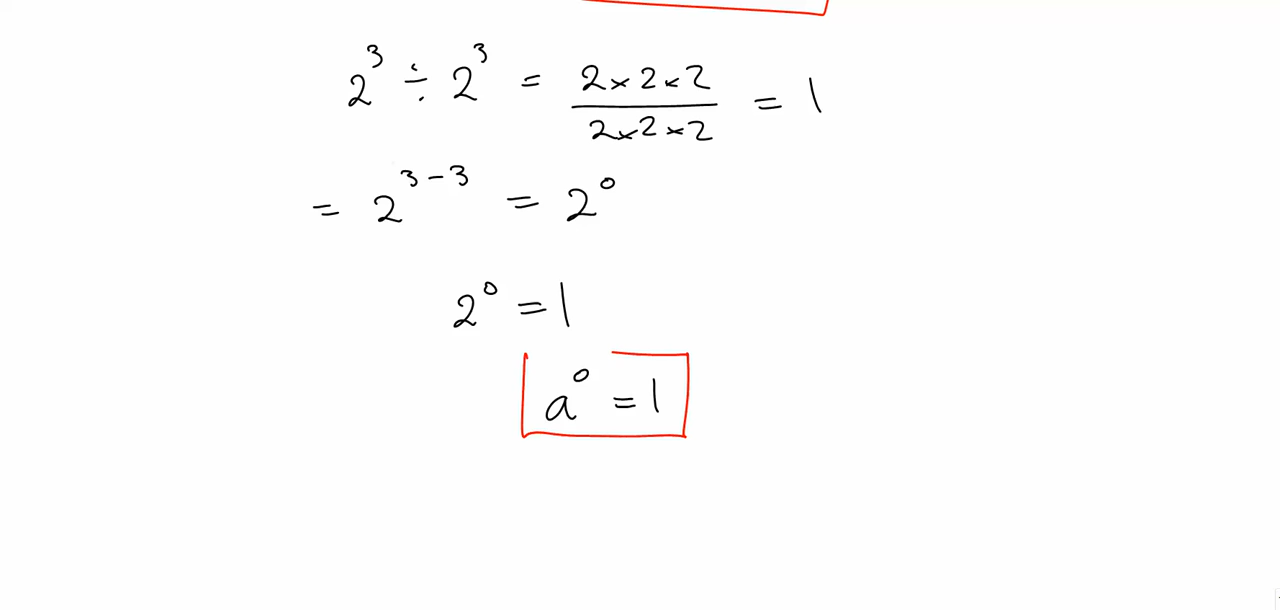 2³ ÷ 2³ = (2×2×2)/(2×2×2) = 1
= 2³⁻³ = 2⁰
2⁰ = 1
a⁰ = 1